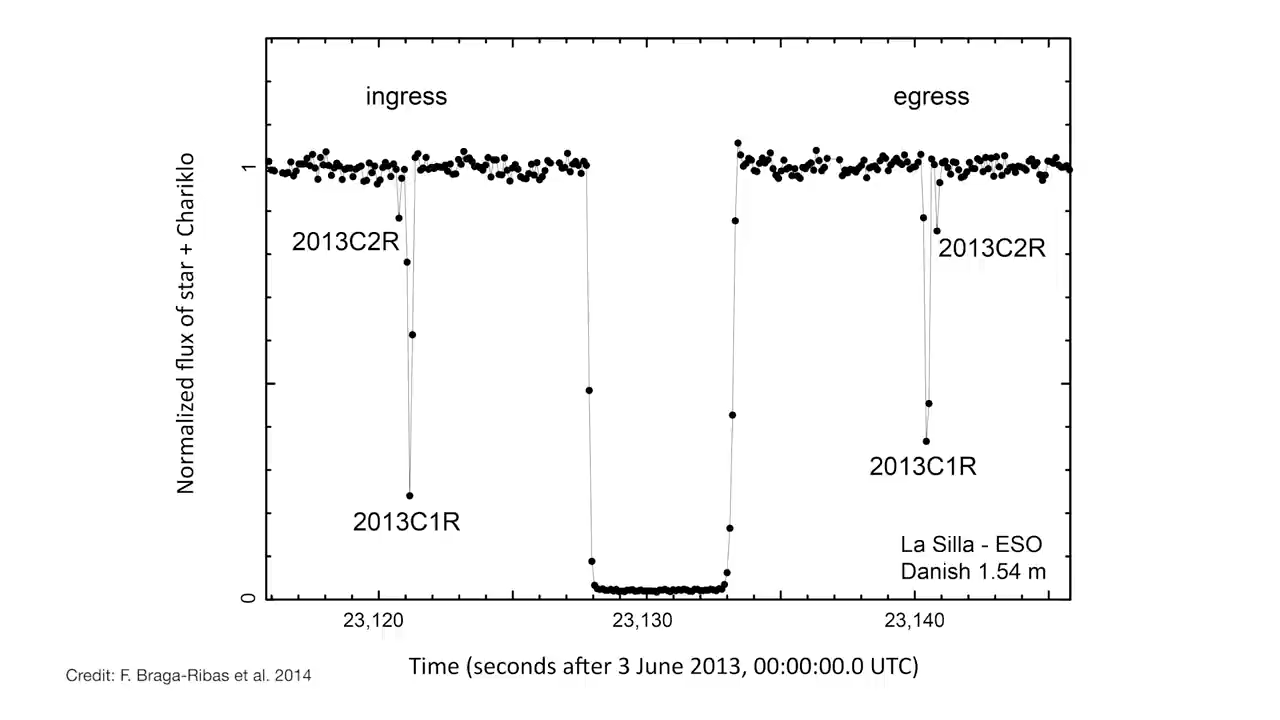 ingress
egress
1
Normalized flux of star + Chariklo
2013C2R
2013C2R
2013C1R
2013C1R
La Silla - ESO
Danish 1.54 m
0
23,120
23,130
23,140
Time (seconds after 3 June 2013, 00:00:00.0 UTC)
Credit: F. Braga-Ribas et al. 2014